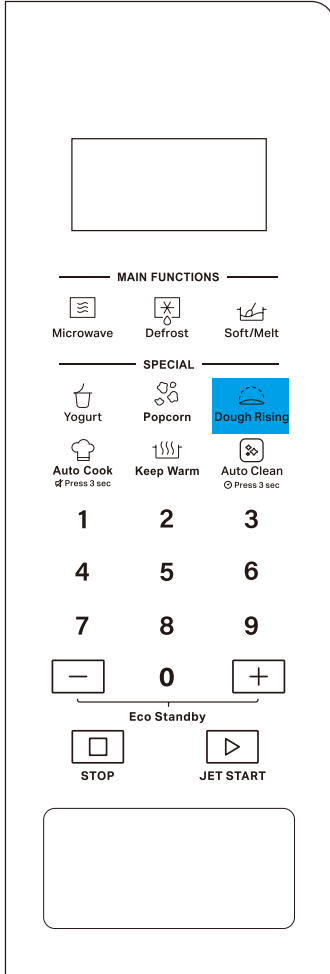 MAIN FUNCTIONS
Microwave Defrost Soft/Melt
SPECIAL
Yogurt Popcorn Dough Rising
Auto Cook Keep Warm Auto Clean
Press 3 sec Press 3 sec
1 2 3
4 5 6
7 8 9
− 0 +
Eco Standby
STOP JET START